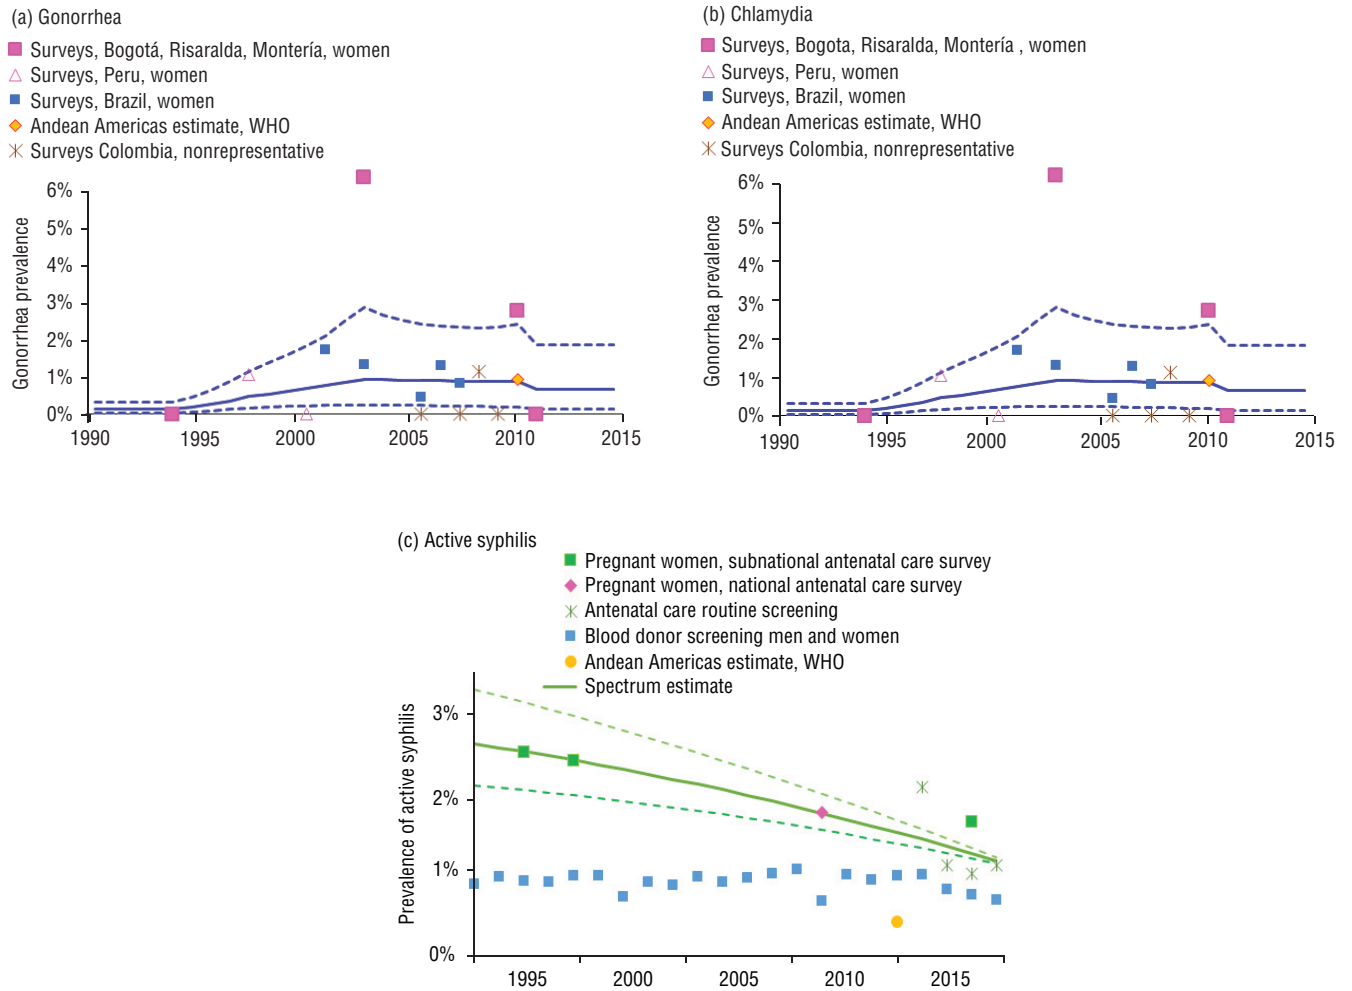 (a) Gonorrhea
Surveys, Bogotá, Risaralda, Montería, women
Surveys, Peru, women
Surveys, Brazil, women
Andean Americas estimate, WHO
Surveys Colombia, nonrepresentative
Gonorrhea prevalence
6%
5%
4%
3%
2%
1%
0%
1990 1995 2000 2005 2010 2015
(b) Chlamydia
Surveys, Bogota, Risaralda, Montería , women
Surveys, Peru, women
Surveys, Brazil, women
Andean Americas estimate, WHO
Surveys Colombia, nonrepresentative
Gonorrhea prevalence
6%
5%
4%
3%
2%
1%
0%
1990 1995 2000 2005 2010 2015
(c) Active syphilis
Pregnant women, subnational antenatal care survey
Pregnant women, national antenatal care survey
Antenatal care routine screening
Blood donor screening men and women
Andean Americas estimate, WHO
Spectrum estimate
Prevalence of active syphilis
3%
2%
1%
0%
1995 2000 2005 2010 2015